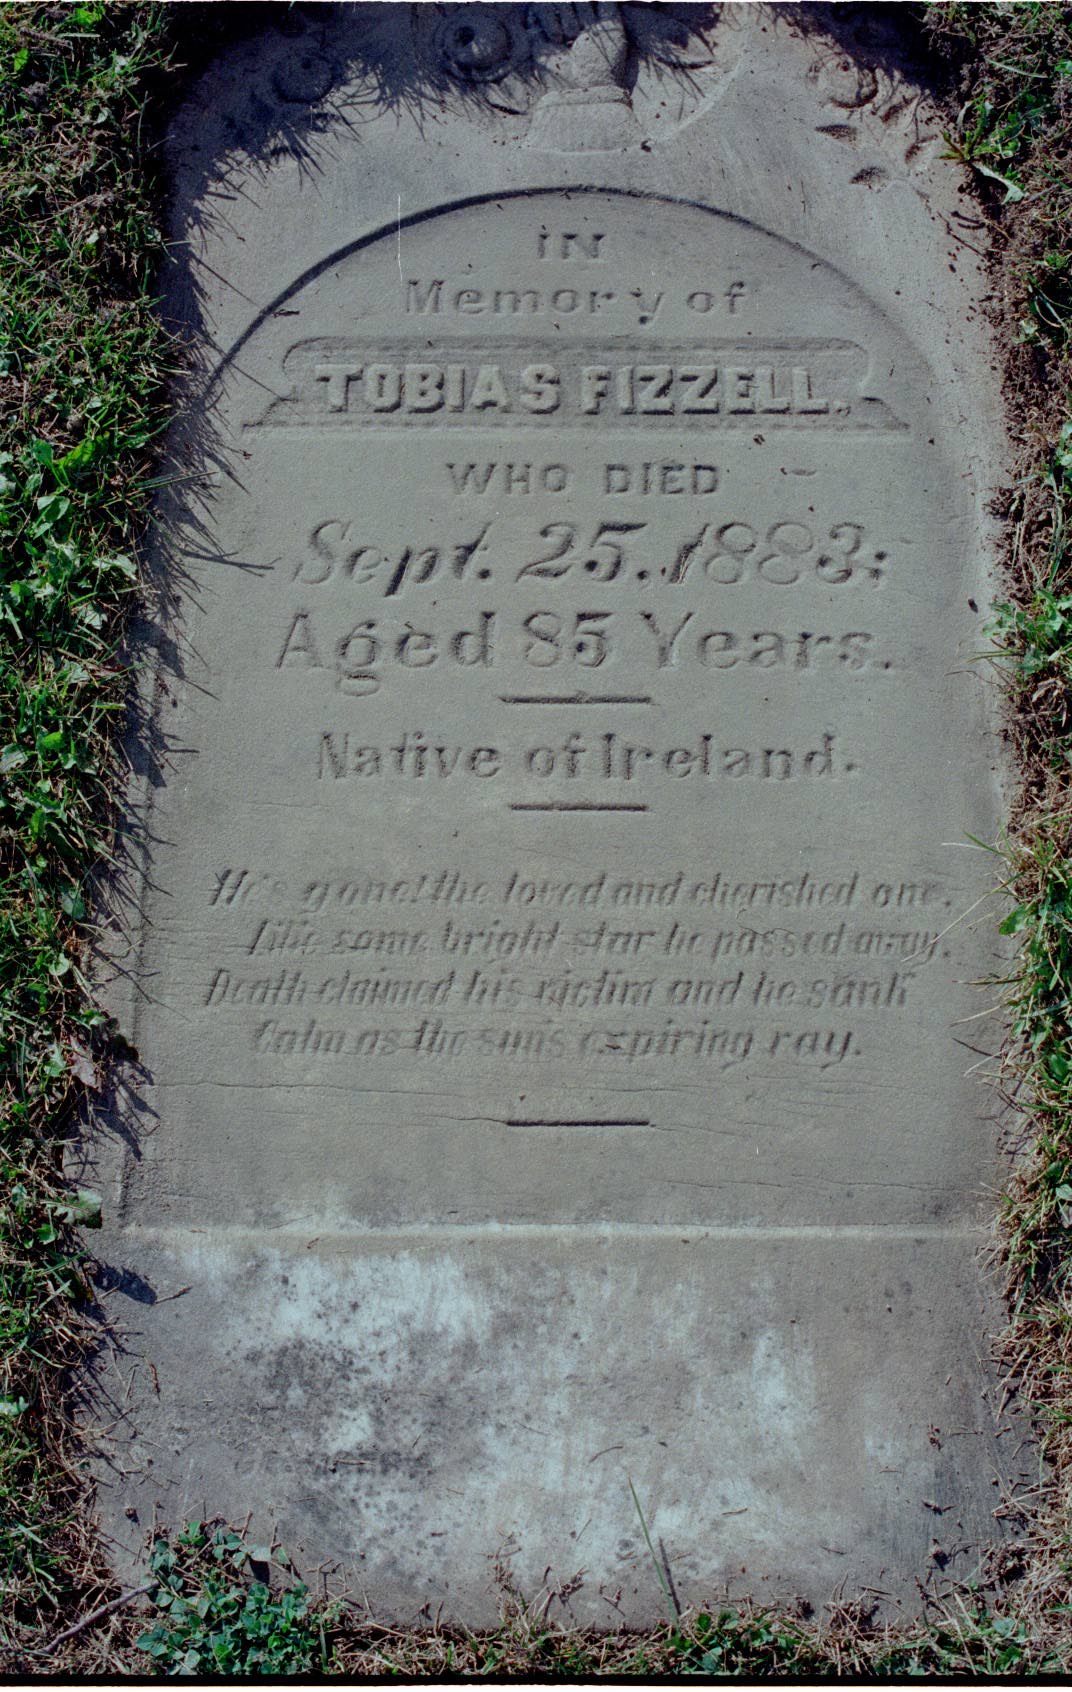 IN
Memory of
TOBIAS FIZZELL.
WHO DIED
Sept. 25. 1883;
Aged 85 Years.
Native of Ireland.
He's gone! the loved and cherished one.
Like some bright star he passed away.
Death claimed his victim and he sank
Calm as the sun's expiring ray.